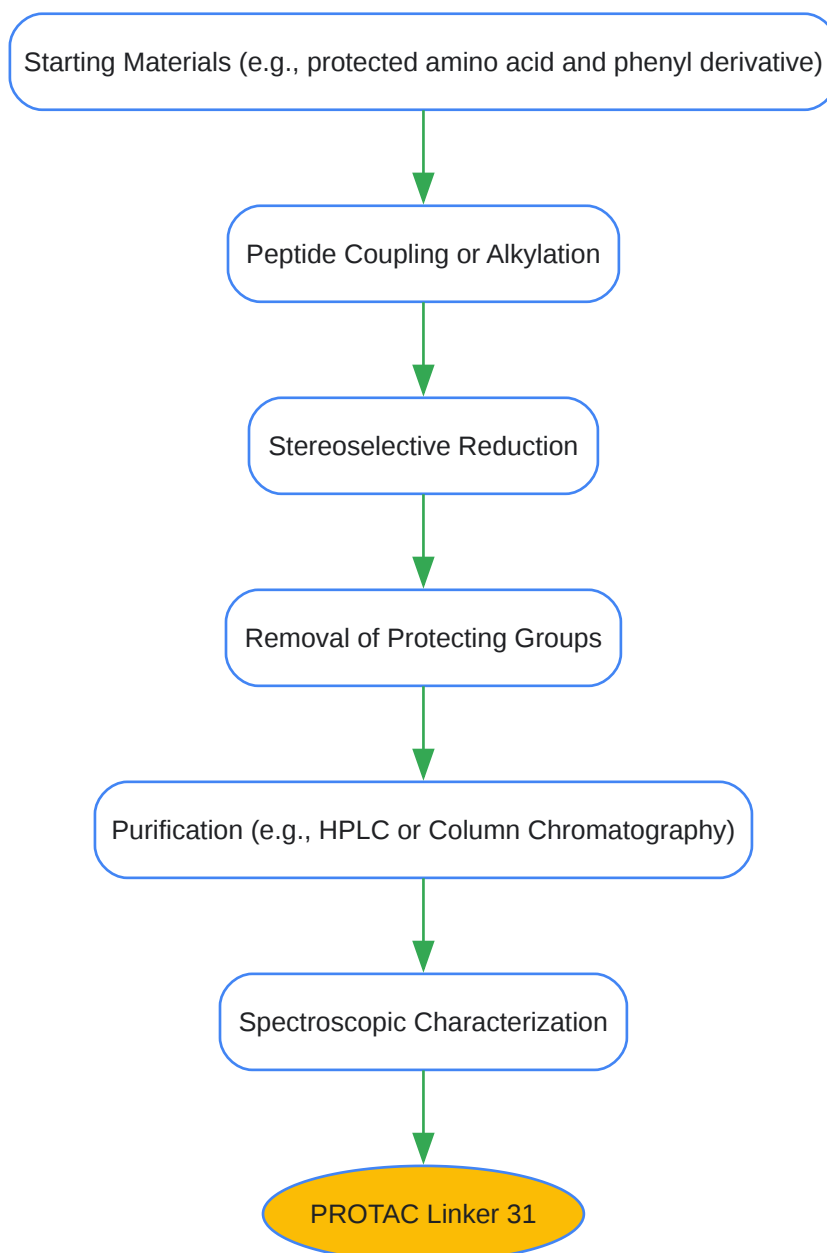 Starting Materials (e.g., protected amino acid and phenyl derivative)
Peptide Coupling or Alkylation
Stereoselective Reduction
Removal of Protecting Groups
Purification (e.g., HPLC or Column Chromatography)
Spectroscopic Characterization
PROTAC Linker 31